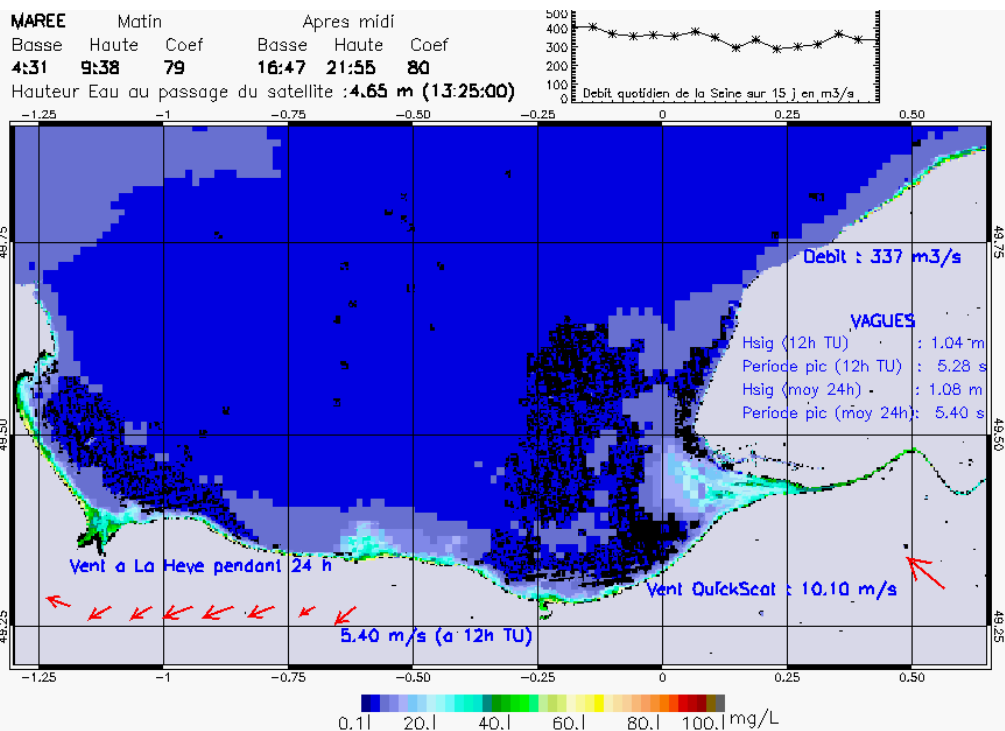 MAREE Matin Apres midi
Basse Haute Coef Basse Haute Coef
4:31 9:38 79 16:47 21:55 80
Hauteur Eau au passage du satellite :4.65 m (13:25:00)
500
400
300
200
100
0
Debit quotidien de la Seine sur 15 j en m3/s
-1.25 -1 -0.75 -0.50 -0.25 0 0.25 0.50
49.75 49.75
Debit : 337 m3/s
VAGUES
Hsig (12h TU) : 1.04 m
Periode pic (12h TU) : 5.28 s
Hsig (moy 24h) : 1.08 m
Periode pic (moy 24h): 5.40 s
49.50 49.50
Vent a La Heve pendant 24 h
Vent QuickScat : 10.10 m/s
49.25 49.25
5.40 m/s (a 12h TU)
-1.25 -1 -0.75 -0.50 -0.25 0 0.25 0.50
0.1| 20.| 40.| 60.| 80.| 100.| mg/L